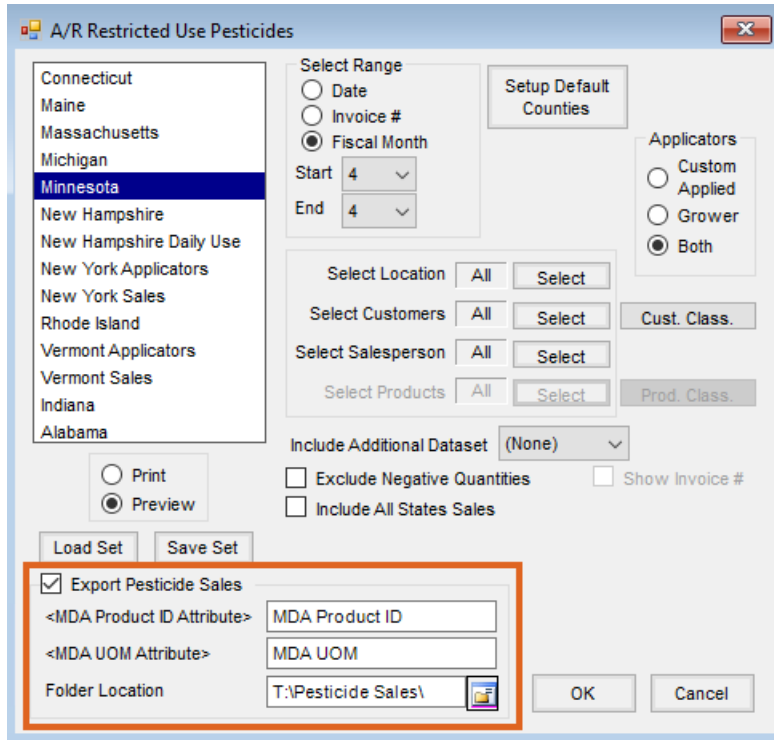 A/R Restricted Use Pesticides
Connecticut
Maine
Massachusetts
Michigan
Minnesota
New Hampshire
New Hampshire Daily Use
New York Applicators
New York Sales
Rhode Island
Vermont Applicators
Vermont Sales
Indiana
Alabama
Select Range
Date
Invoice #
Fiscal Month
Start 4
End 4
Setup Default
Counties
Applicators
Custom
Applied
Grower
Both
Select Location All Select
Select Customers All Select Cust. Class.
Select Salesperson All Select
Select Products All Select Prod. Class.
Include Additional Dataset (None)
Exclude Negative Quantities Show Invoice #
Include All States Sales
Print
Preview
Load Set Save Set
Export Pesticide Sales
<MDA Product ID Attribute> MDA Product ID
<MDA UOM Attribute> MDA UOM
Folder Location T:\Pesticide Sales\
OK Cancel